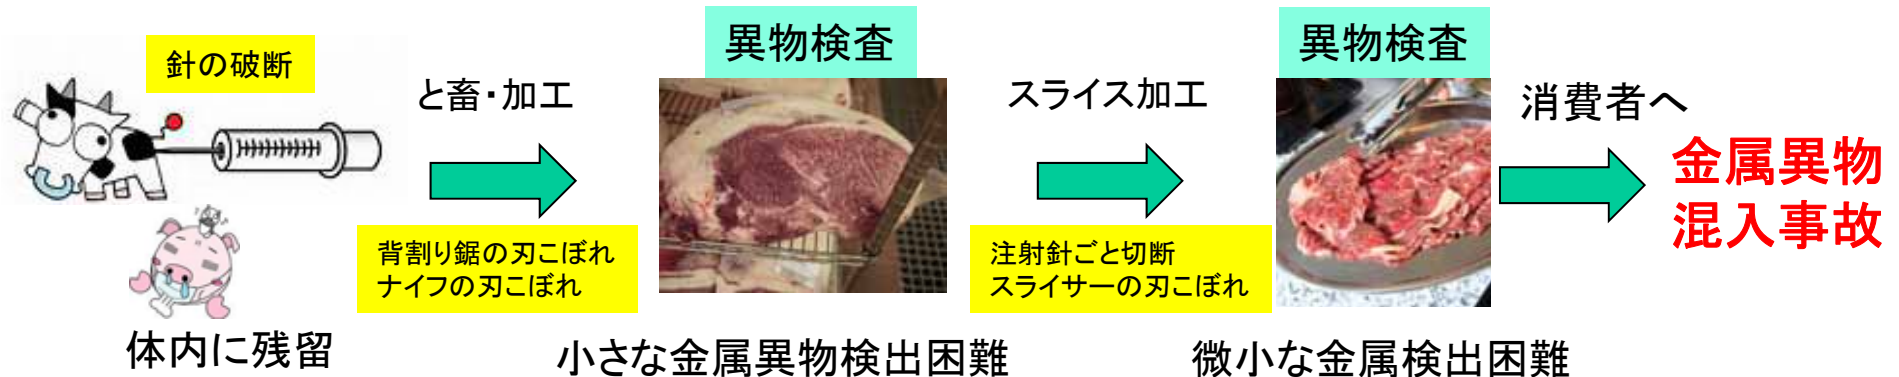 針の破断
体内に残留
と畜・加工
背割り鋸の刃こぼれ
ナイフの刃こぼれ
異物検査
小さな金属異物検出困難
スライス加工
注射針ごと切断
スライサーの刃こぼれ
異物検査
微小な金属検出困難
消費者へ
金属異物
混入事故